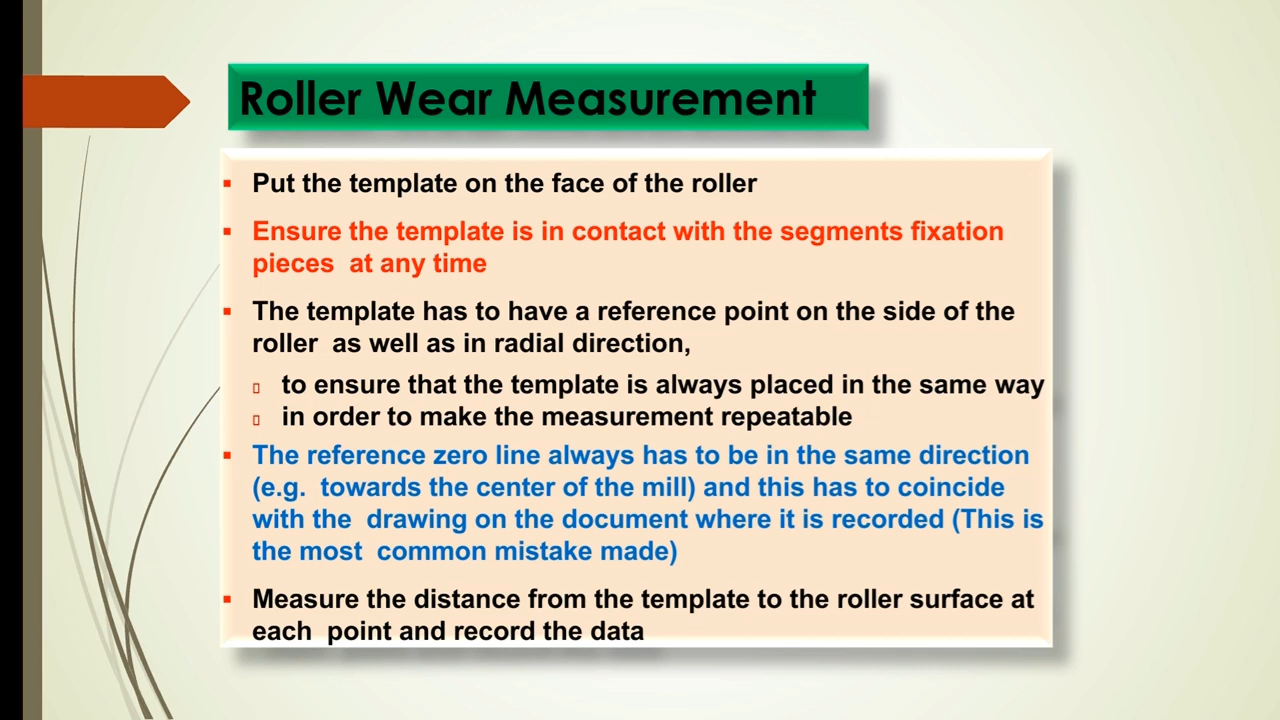 Roller Wear Measurement
Put the template on the face of the roller
Ensure the template is in contact with the segments fixation
pieces at any time
The template has to have a reference point on the side of the
roller as well as in radial direction,
to ensure that the template is always placed in the same way
in order to make the measurement repeatable
The reference zero line always has to be in the same direction
(e.g. towards the center of the mill) and this has to coincide
with the drawing on the document where it is recorded (This is
the most common mistake made)
Measure the distance from the template to the roller surface at
each point and record the data